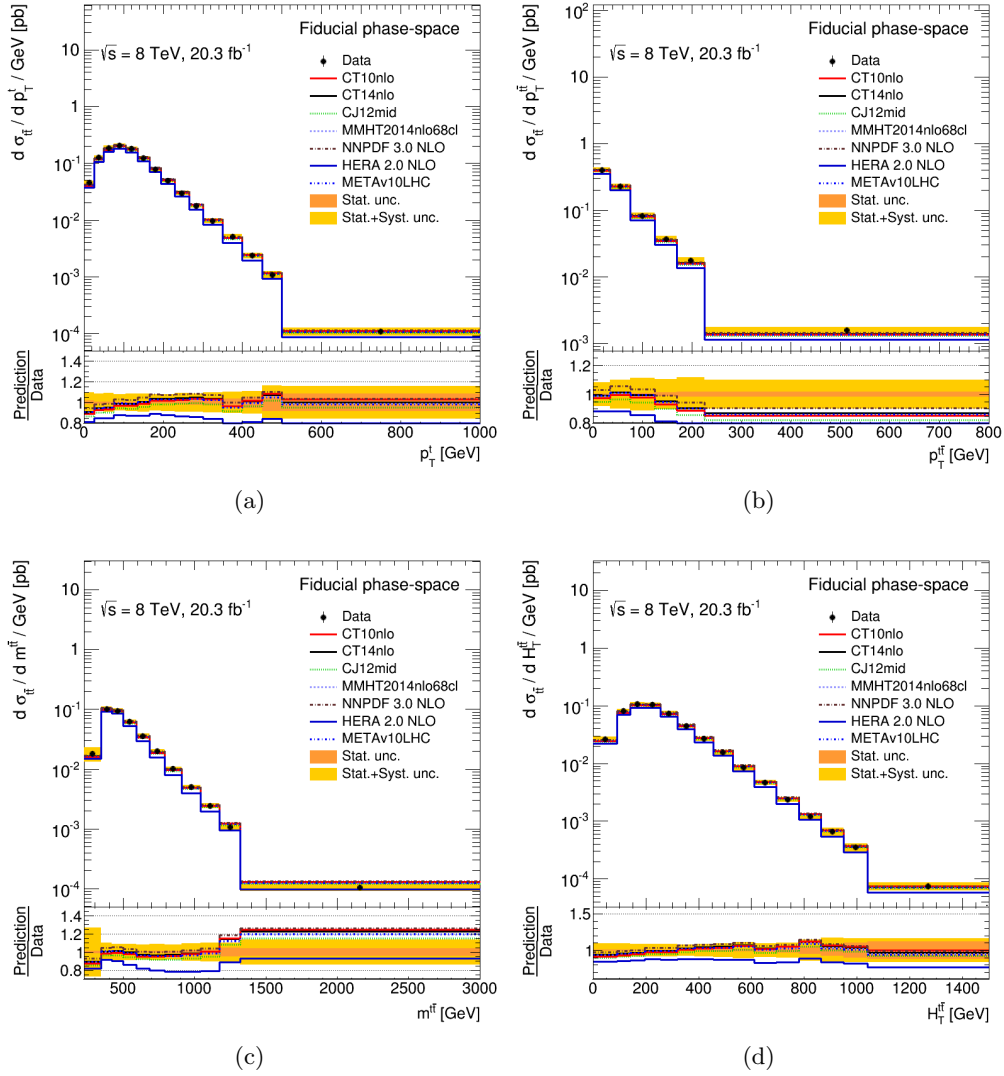 d σ_tt̄ / d p_T^t / GeV [pb]
10
1
10⁻¹
10⁻²
10⁻³
10⁻⁴
Fiducial phase-space
√s = 8 TeV, 20.3 fb⁻¹
Data
CT10nlo
CT14nlo
CJ12mid
MMHT2014nlo68cl
NNPDF 3.0 NLO
HERA 2.0 NLO
METAv10LHC
Stat. unc.
Stat.+Syst. unc.
Prediction
Data
1.4
1.2
1
0.8
0 200 400 600 800 1000
p_T^t [GeV]
(a)
d σ_tt̄ / d p_T^tt̄ / GeV [pb]
10²
10
1
10⁻¹
10⁻²
10⁻³
Fiducial phase-space
√s = 8 TeV, 20.3 fb⁻¹
Data
CT10nlo
CT14nlo
CJ12mid
MMHT2014nlo68cl
NNPDF 3.0 NLO
HERA 2.0 NLO
METAv10LHC
Stat. unc.
Stat.+Syst. unc.
Prediction
Data
1.2
1
0.8
0 100 200 300 400 500 600 700 800
p_T^tt̄ [GeV]
(b)
d σ_tt̄ / d m^tt̄ / GeV [pb]
10
1
10⁻¹
10⁻²
10⁻³
10⁻⁴
Fiducial phase-space
√s = 8 TeV, 20.3 fb⁻¹
Data
CT10nlo
CT14nlo
CJ12mid
MMHT2014nlo68cl
NNPDF 3.0 NLO
HERA 2.0 NLO
METAv10LHC
Stat. unc.
Stat.+Syst. unc.
Prediction
Data
1.4
1.2
1
0.8
500 1000 1500 2000 2500 3000
m^tt̄ [GeV]
(c)
d σ_tt̄ / d H_T^tt̄ / GeV [pb]
10
1
10⁻¹
10⁻²
10⁻³
10⁻⁴
Fiducial phase-space
√s = 8 TeV, 20.3 fb⁻¹
Data
CT10nlo
CT14nlo
CJ12mid
MMHT2014nlo68cl
NNPDF 3.0 NLO
HERA 2.0 NLO
METAv10LHC
Stat. unc.
Stat.+Syst. unc.
Prediction
Data
1.5
1
0 200 400 600 800 1000 1200 1400
H_T^tt̄ [GeV]
(d)